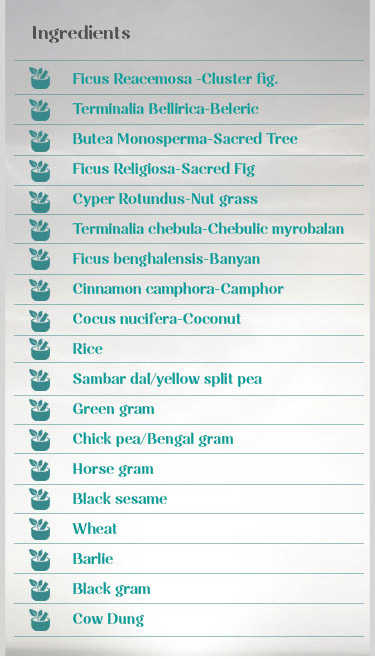 Ingredients
Ficus Reacemosa -Cluster fig.
Terminalia Bellirica-Beleric
Butea Monosperma-Sacred Tree
Ficus Religiosa-Sacred Fig
Cyper Rotundus-Nut grass
Terminalia chebula-Chebulic myrobalan
Ficus benghalensis-Banyan
Cinnamon camphora-Camphor
Cocus nucifera-Coconut
Rice
Sambar dal/yellow split pea
Green gram
Chick pea/Bengal gram
Horse gram
Black sesame
Wheat
Barlie
Black gram
Cow Dung